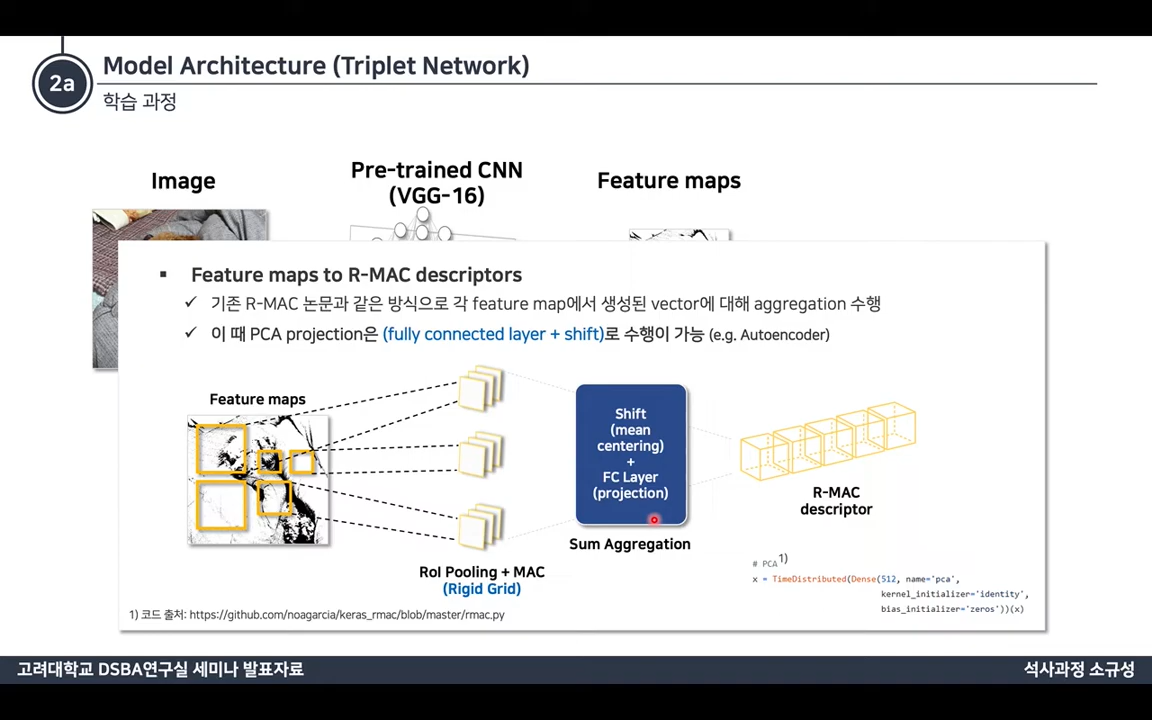 2a
Model Architecture (Triplet Network)
학습 과정
Image
Pre-trained CNN
(VGG-16)
Feature maps
▪ Feature maps to R-MAC descriptors
✓ 기존 R-MAC 논문과 같은 방식으로 각 feature map에서 생성된 vector에 대해 aggregation 수행
✓ 이 때 PCA projection은 (fully connected layer + shift)로 수행이 가능 (e.g. Autoencoder)
Feature maps
Shift
(mean
centering)
+
FC Layer
(projection)
R-MAC
descriptor
Sum Aggregation
RoI Pooling + MAC
(Rigid Grid)
# PCA 1)
x = TimeDistributed(Dense(512, name='pca',
kernel_initializer='identity',
bias_initializer='zeros'))(x)
1) 코드 출처: https://github.com/noagarcia/keras_rmac/blob/master/rmac.py
고려대학교 DSBA연구실 세미나 발표자료
석사과정 소규성